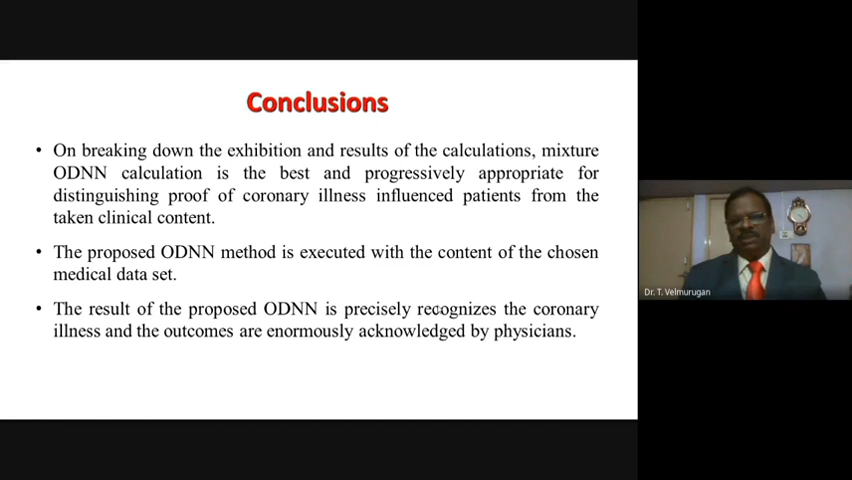 Conclusions
• On breaking down the exhibition and results of the calculations, mixture
ODNN calculation is the best and progressively appropriate for
distinguishing proof of coronary illness influenced patients from the
taken clinical content.
• The proposed ODNN method is executed with the content of the chosen
medical data set.
• The result of the proposed ODNN is precisely recognizes the coronary
illness and the outcomes are enormously acknowledged by physicians.
Dr. T. Velmurugan